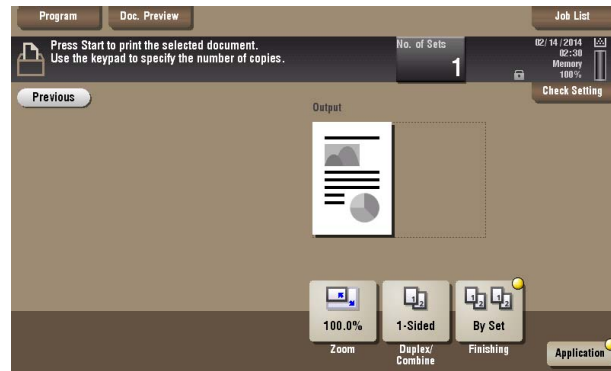 Program
Doc. Preview
Job List
Press Start to print the selected document.
Use the keypad to specify the number of copies.
No. of Sets
1
02/14/2014
02:30
Memory
100%
Check Setting
Previous
Output
100.0%
1-Sided
By Set
Zoom
Duplex/
Combine
Finishing
Application